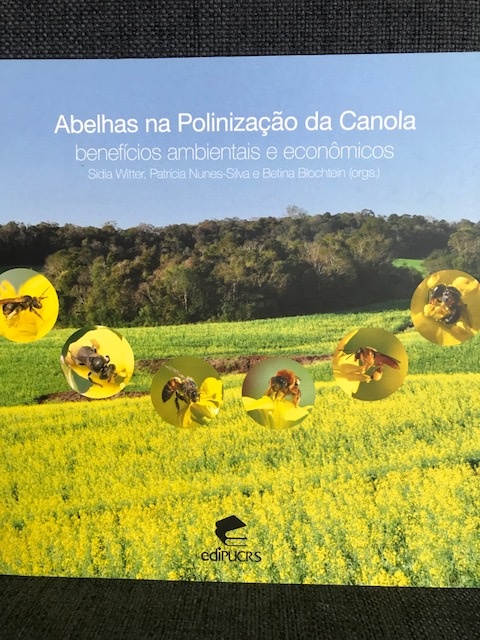 Abelhas na Polinização da Canola
benefícios ambientais e econômicos
Sidia Witter, Patrícia Nunes-Silva e Betina Blochtein (orgs.)
ediPUCRS